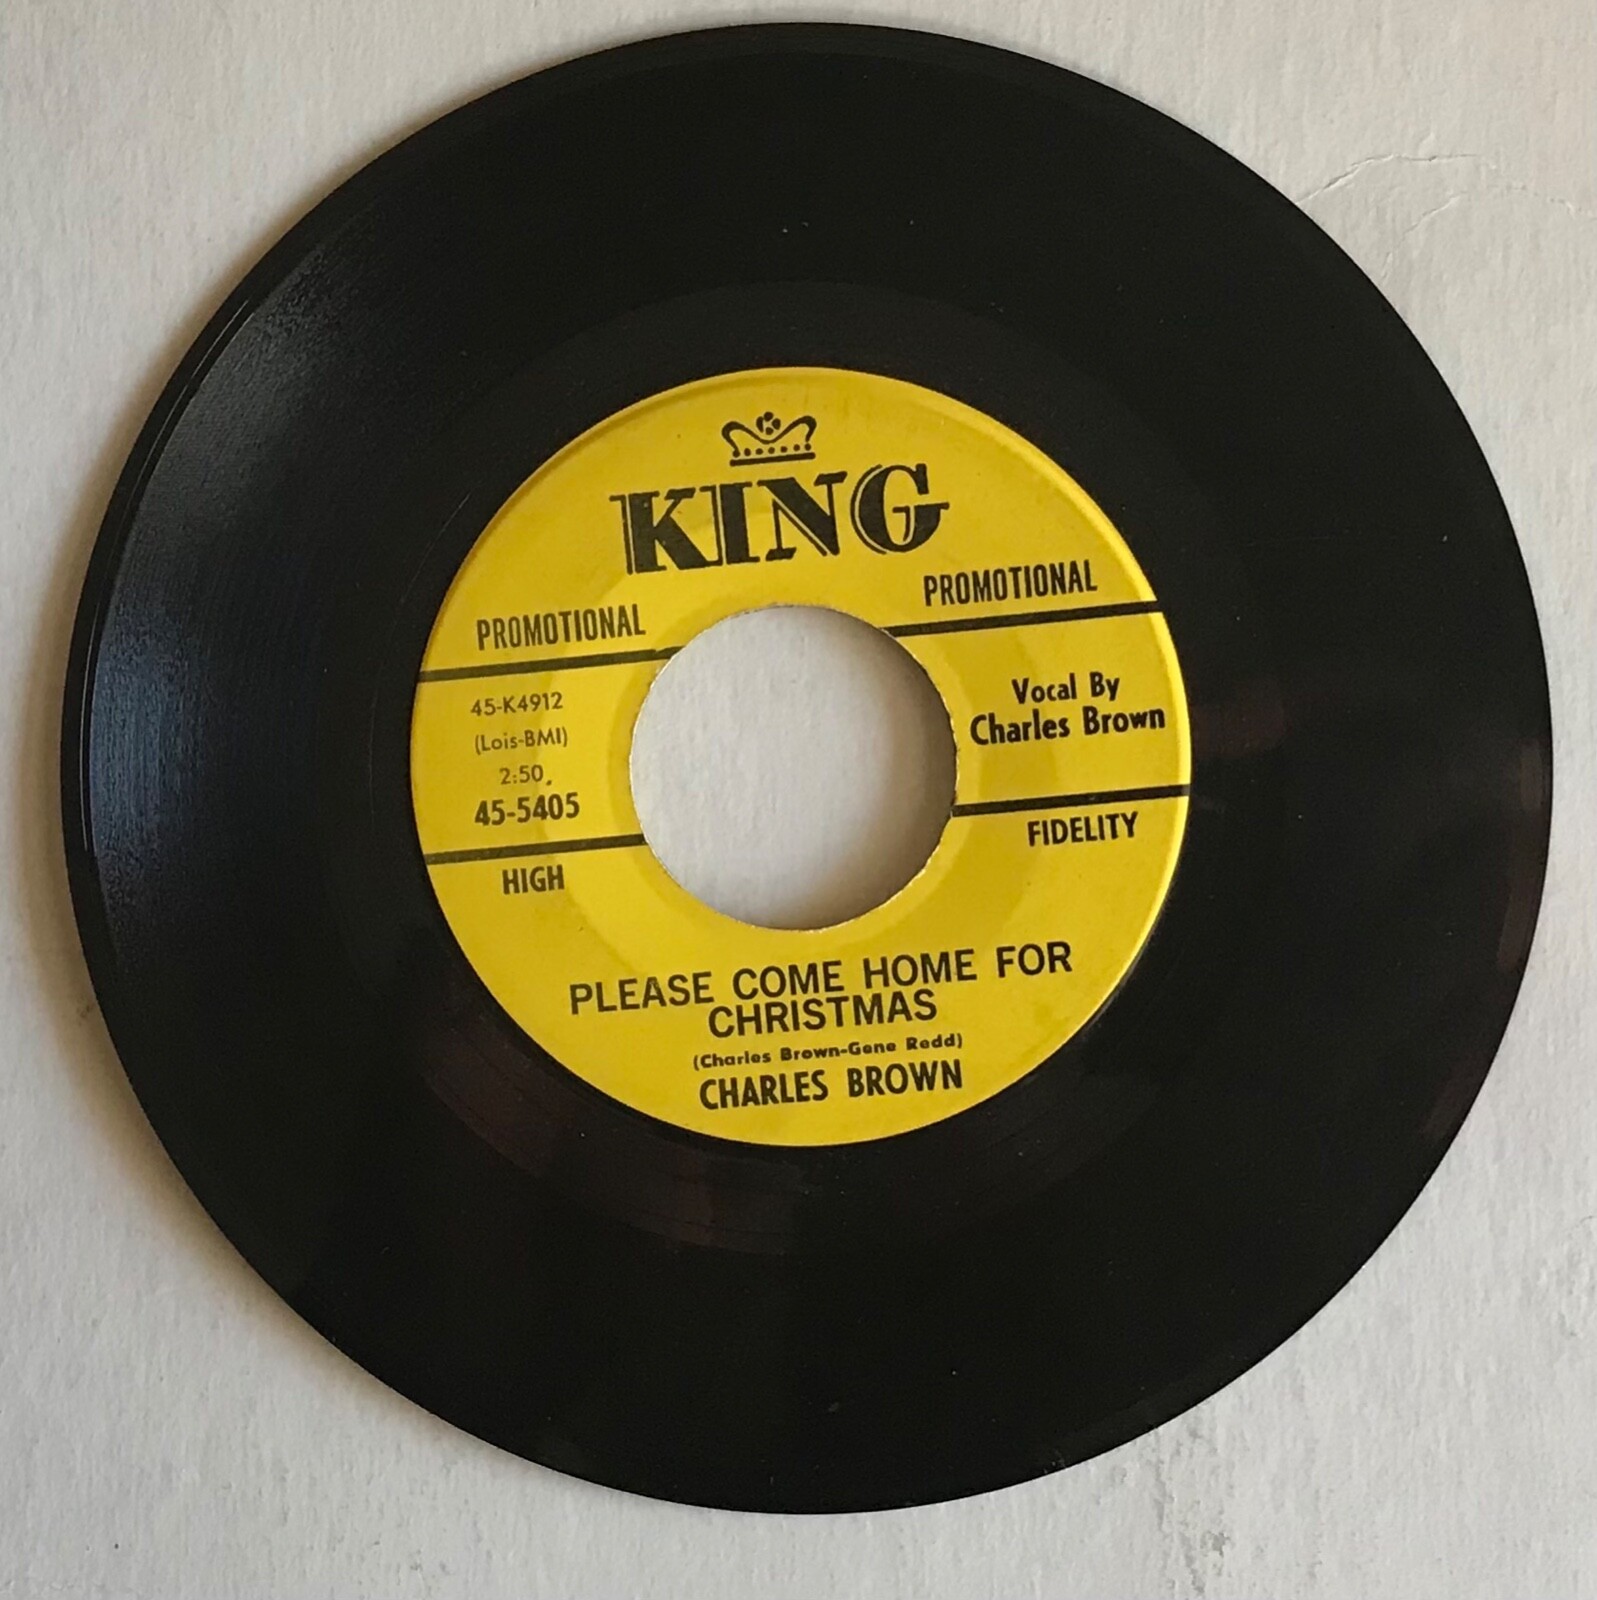 K
KING
PROMOTIONAL
PROMOTIONAL
45-K4912
(Lois-BMI)
2:50.
45-5405
Vocal By
Charles Brown
HIGH
FIDELITY
PLEASE COME HOME FOR
CHRISTMAS
(Charles Brown-Gene Redd)
CHARLES BROWN